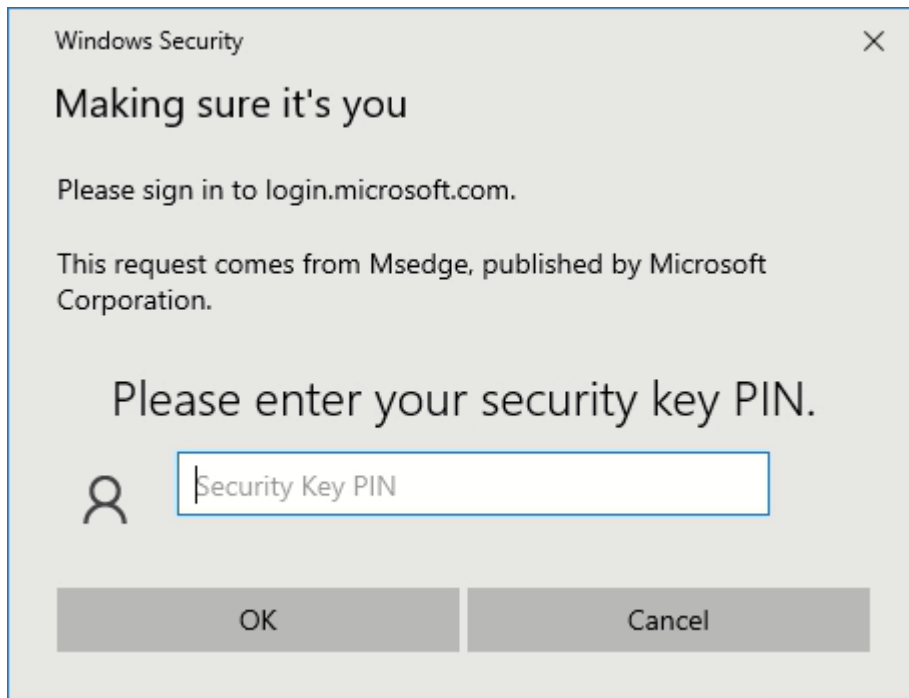 Windows Security
Making sure it's you
Please sign in to login.microsoft.com.
This request comes from Msedge, published by Microsoft
Corporation.
Please enter your security key PIN.
Security Key PIN
OK
Cancel